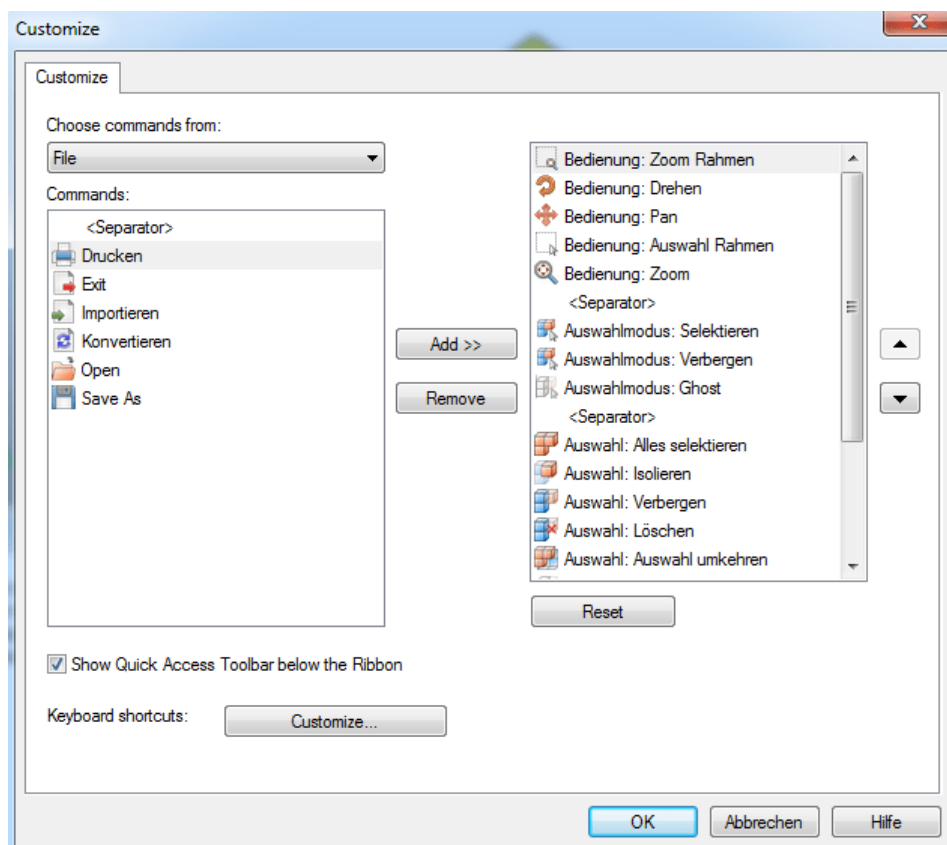 Customize
Customize
Choose commands from:
File
Commands:
<Separator>
Drucken
Exit
Importieren
Konvertieren
Open
Save As
Add >>
Remove
Bedienung: Zoom Rahmen
Bedienung: Drehen
Bedienung: Pan
Bedienung: Auswahl Rahmen
Bedienung: Zoom
<Separator>
Auswahlmodus: Selektieren
Auswahlmodus: Verbergen
Auswahlmodus: Ghost
<Separator>
Auswahl: Alles selektieren
Auswahl: Isolieren
Auswahl: Verbergen
Auswahl: Löschen
Auswahl: Auswahl umkehren
Reset
Show Quick Access Toolbar below the Ribbon
Keyboard shortcuts:
Customize...
OK
Abbrechen
Hilfe